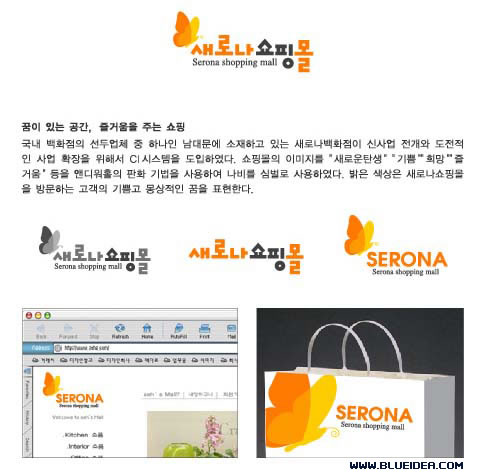 새로나쇼핑몰
Serona shopping mall
꿈이 있는 공간, 즐거움을 주는 쇼핑
국내 백화점의 선두업체 중 하나인 남대문에 소재하고 있는 새로나백화점이 신사업 전개와 도전적
인 사업 확장을 위해서 CI시스템을 도입하였다. 쇼핑몰의 이미지를 "새로운탄생" "기쁨""희망""즐
거움" 등을 앤디워홀의 판화 기법을 사용하여 나비를 심벌로 사용하였다. 밝은 색상은 새로나쇼핑몰
을 방문하는 고객의 기쁨과 몽상적인 꿈을 표현한다.
새로나쇼핑몰
Serona shopping mall
새로나쇼핑몰
SERONA
Serona shopping mall
Back Forward Stop Refresh Home AutoFill Print Mail
SERONA
Serona shopping mall
Welcome to
.Kitchen 소품
.Interior 소품
SERONA
Serona shopping mall
WWW.BLUEIDEA.COM